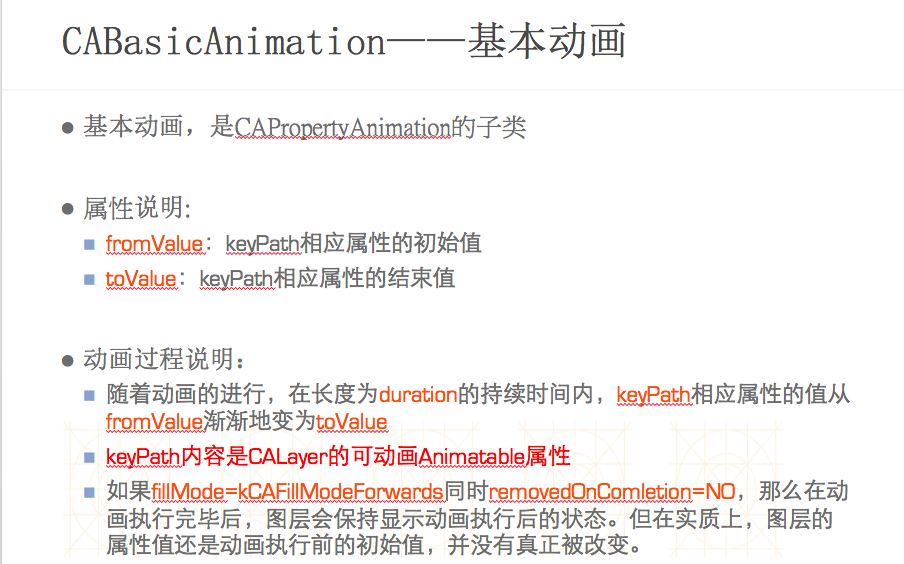 CABasicAnimation——基本动画
基本动画，是CAPropertyAnimation的子类
属性说明:
fromValue：keyPath相应属性的初始值
toValue：keyPath相应属性的结束值
动画过程说明：
随着动画的进行，在长度为duration的持续时间内，keyPath相应属性的值从
fromValue渐渐地变为toValue
keyPath内容是CALayer的可动画Animatable属性
如果fillMode=kCAFillModeForwards同时removedOnComletion=NO，那么在动
画执行完毕后，图层会保持显示动画执行后的状态。但在实质上，图层的
属性值还是动画执行前的初始值，并没有真正被改变。